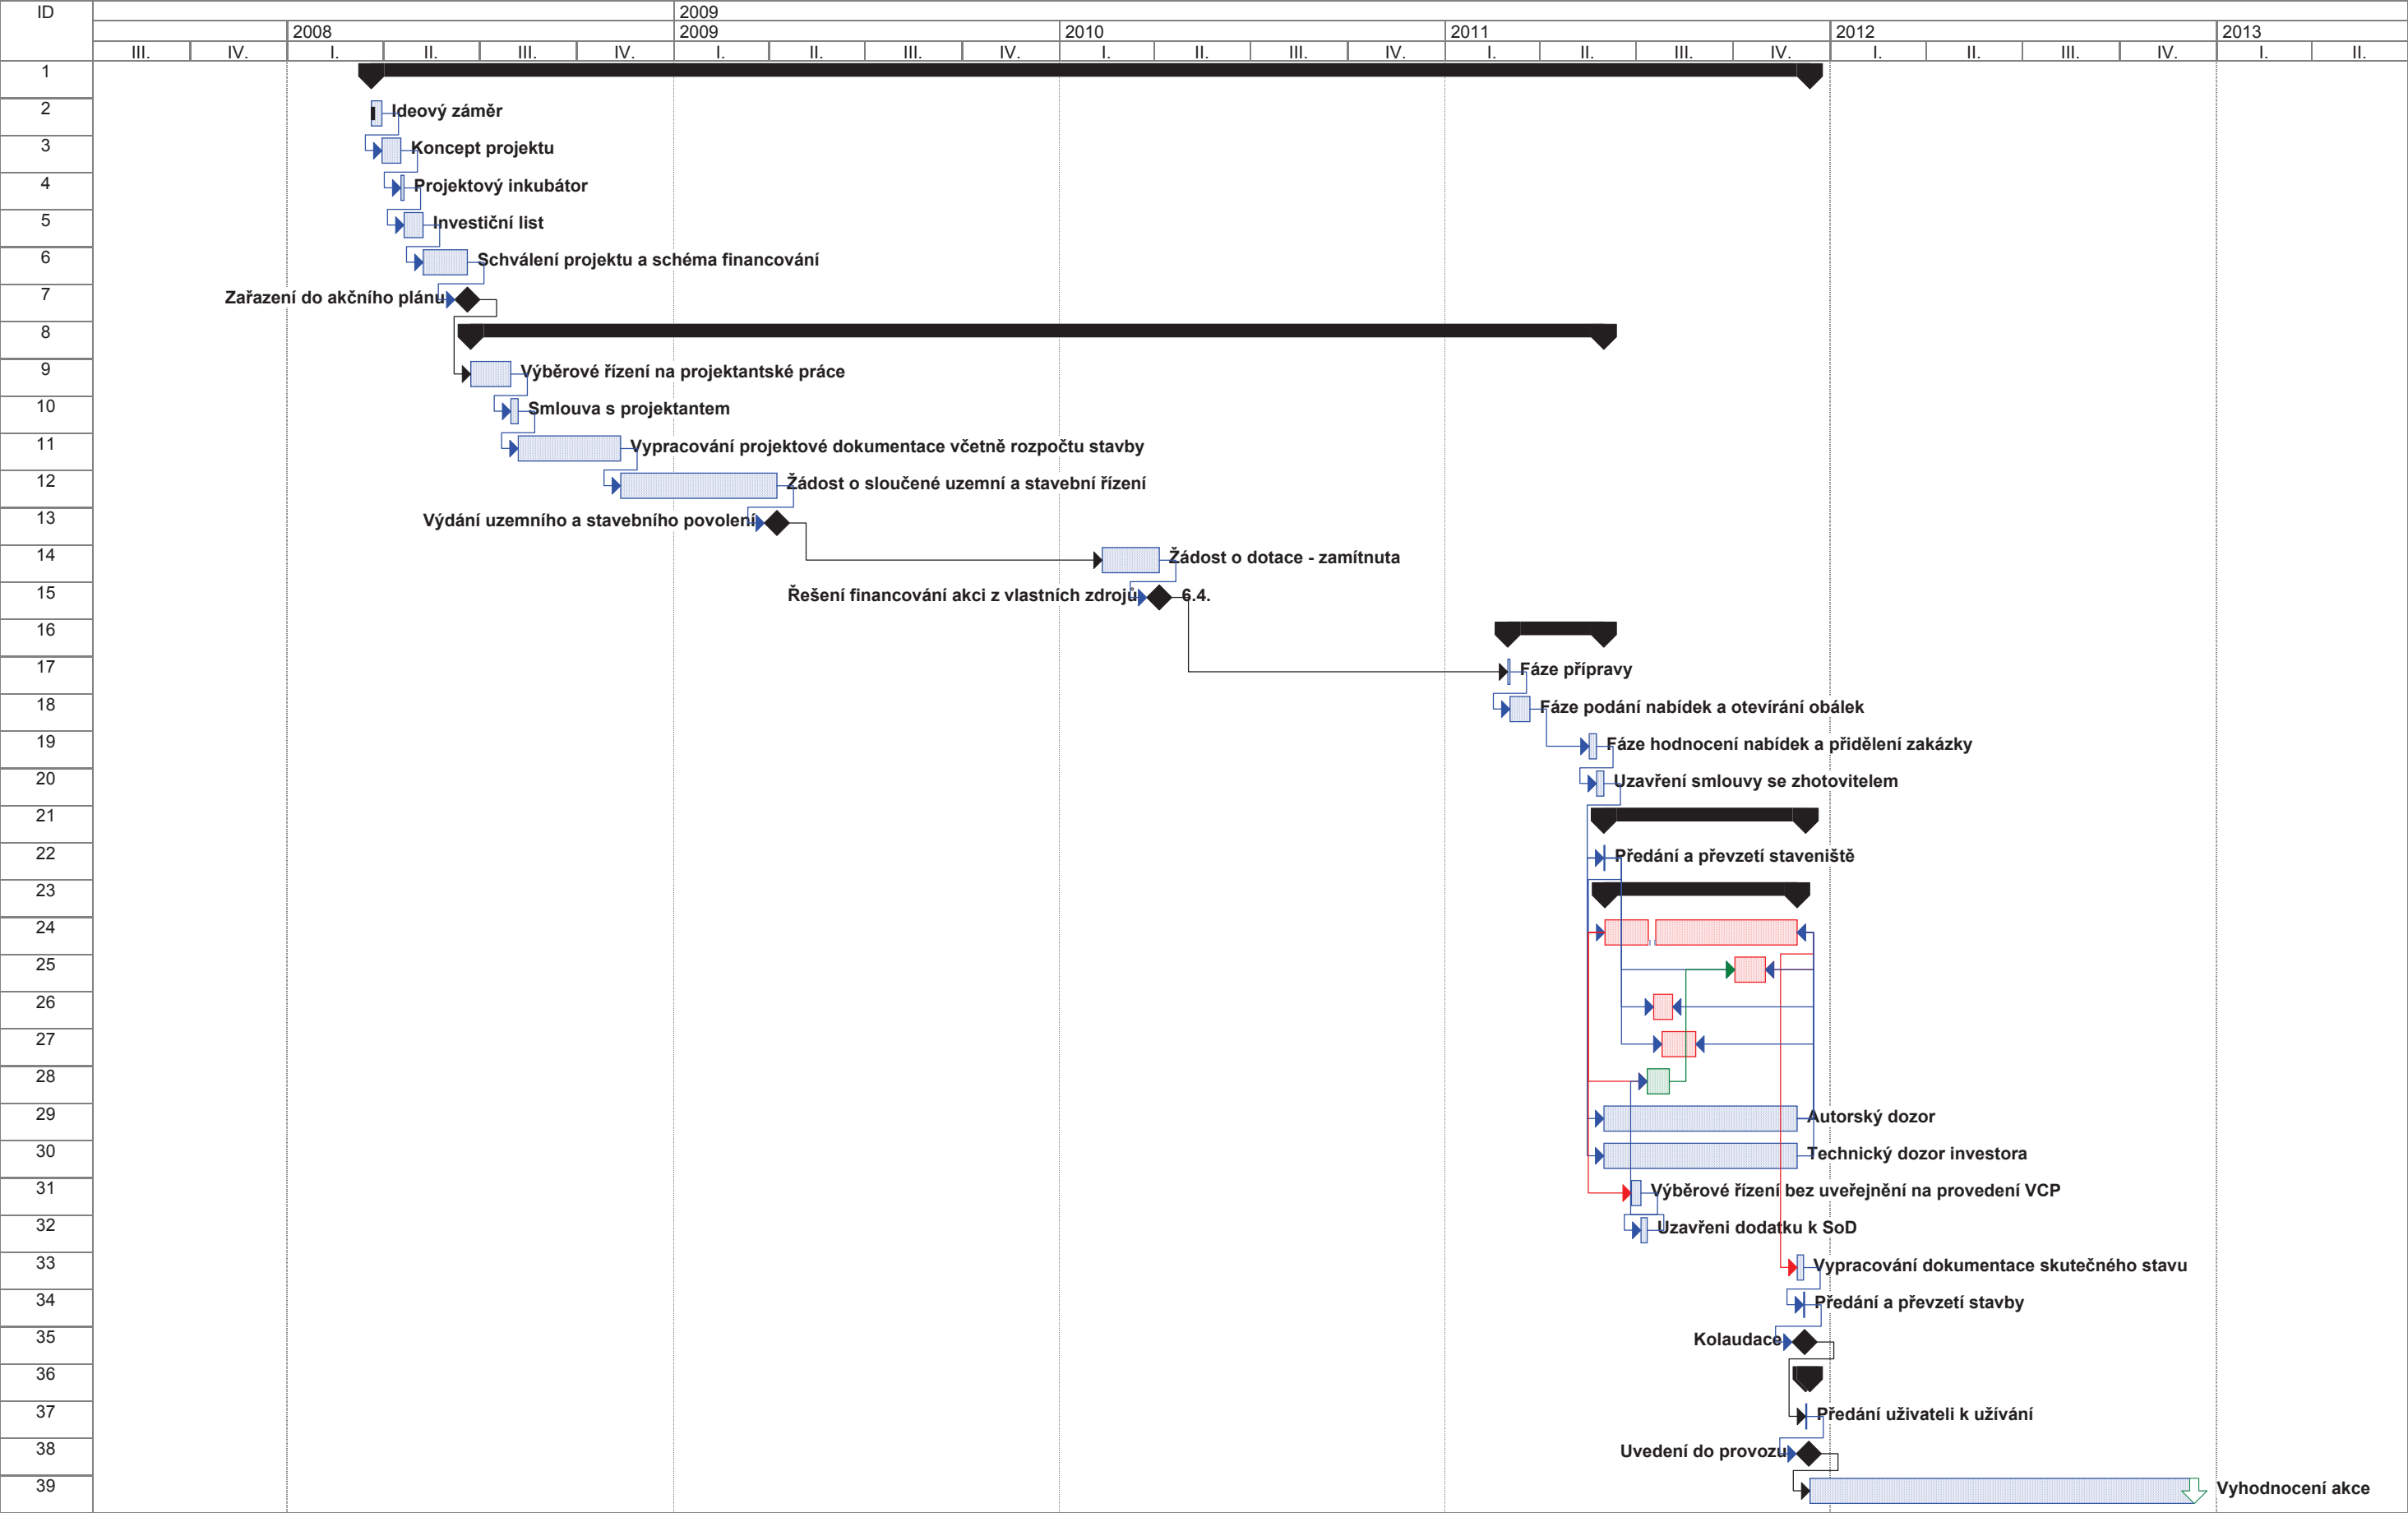 ID
2009
2008 2009 2010 2011 2012 2013
III. IV. I. II. III. IV. I. II. III. IV. I. II. III. IV. I. II. III. IV. I. II. III. IV. I. II.
1
2 Ideový záměr
3 Koncept projektu
4 Projektový inkubátor
5 Investiční list
6 Schválení projektu a schéma financování
7 Zařazení do akčního plánu
8
9 Výběrové řízení na projektantské práce
10 Smlouva s projektantem
11 Vypracování projektové dokumentace včetně rozpočtu stavby
12 Žádost o sloučené uzemní a stavební řízení
13 Výdání uzemního a stavebního povolení
14 Žádost o dotace - zamítnuta
15 Řešení financování akci z vlastních zdrojů 6.4.
16
17 Fáze přípravy
18 Fáze podání nabídek a otevírání obálek
19 Fáze hodnocení nabídek a přidělení zakázky
20 Uzavření smlouvy se zhotovitelem
21
22 Předání a převzetí staveniště
23
24
25
26
27
28
29 Autorský dozor
30 Technický dozor investora
31 Výběrové řízení bez uveřejnění na provedení VCP
32 Uzavřeni dodatku k SoD
33 Vypracování dokumentace skutečného stavu
34 Předání a převzetí stavby
35 Kolaudace
36
37 Předání uživateli k užívání
38 Uvedení do provozu
39 Vyhodnocení akce